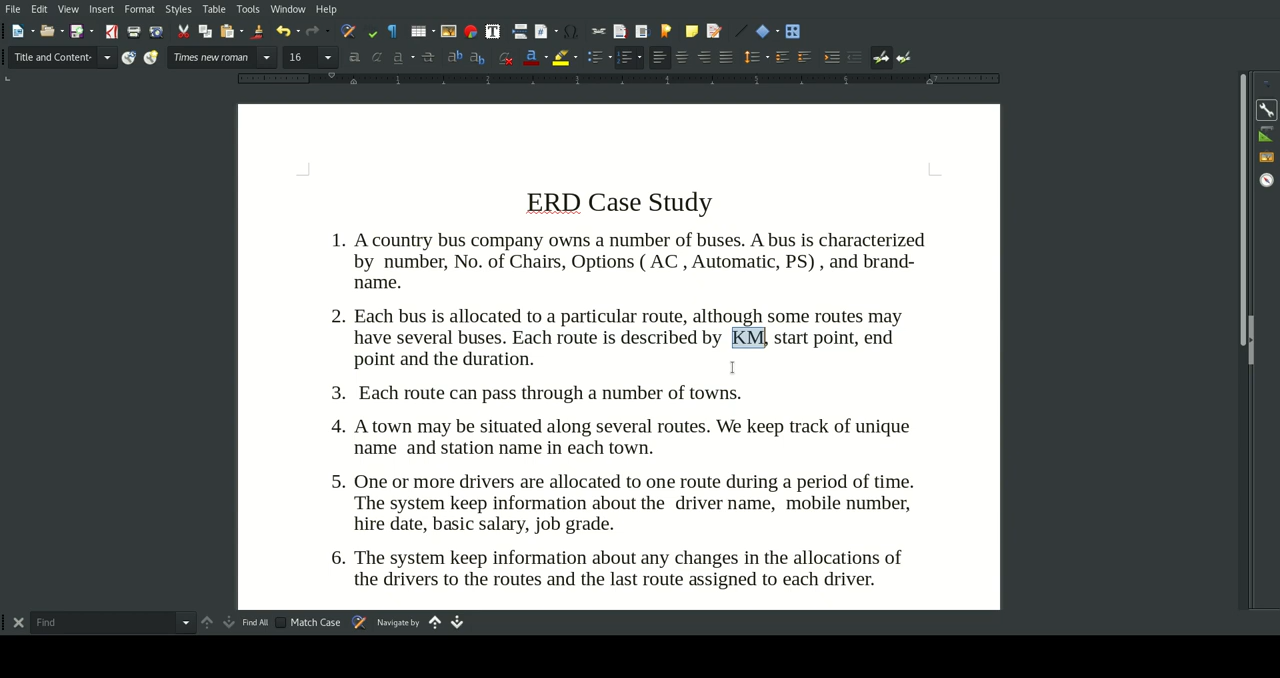 File Edit View Insert Format Styles Table Tools Window Help
Title and Content~ Times new roman 16
ERD Case Study
1. A country bus company owns a number of buses. A bus is characterized
by number, No. of Chairs, Options ( AC , Automatic, PS) , and brand-
name.
2. Each bus is allocated to a particular route, although some routes may
have several buses. Each route is described by KM, start point, end
point and the duration.
3. Each route can pass through a number of towns.
4. A town may be situated along several routes. We keep track of unique
name and station name in each town.
5. One or more drivers are allocated to one route during a period of time.
The system keep information about the driver name, mobile number,
hire date, basic salary, job grade.
6. The system keep information about any changes in the allocations of
the drivers to the routes and the last route assigned to each driver.
Find Find All Match Case Navigate by